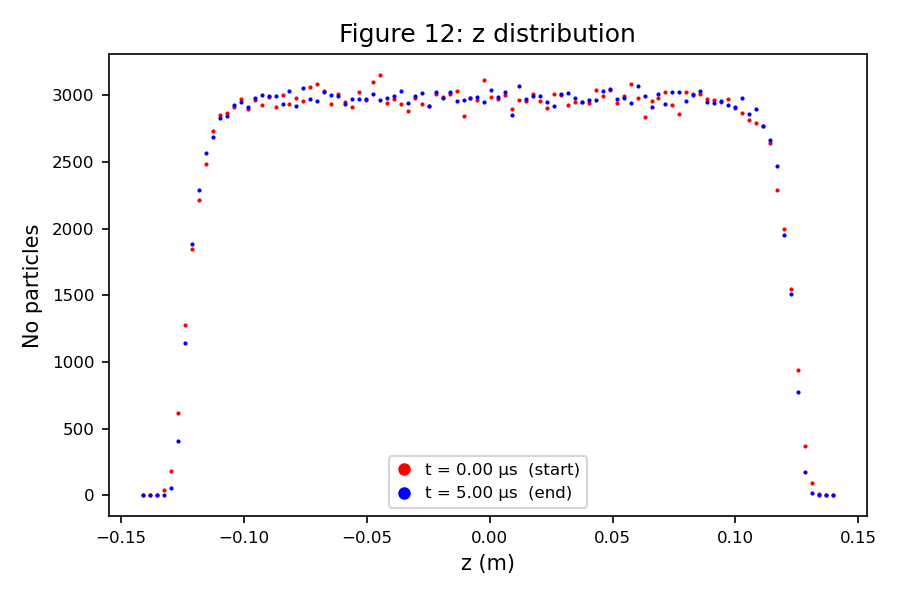 Figure 12: z distribution
No particles
3000
2500
2000
1500
1000
500
0
t = 0.00 µs (start)
t = 5.00 µs (end)
−0.15 −0.10 −0.05 0.00 0.05 0.10 0.15
z (m)